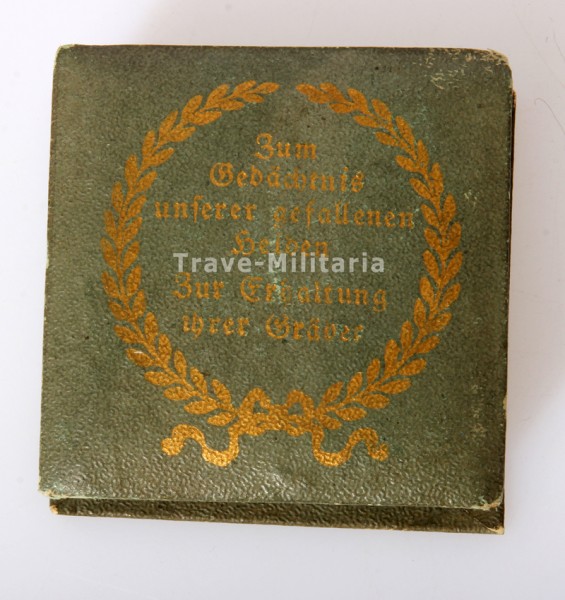 Zum
Gedächtnis
unserer gefallenen
Helden
Trave-Militaria
Zur Erhaltung
ihrer Gräber